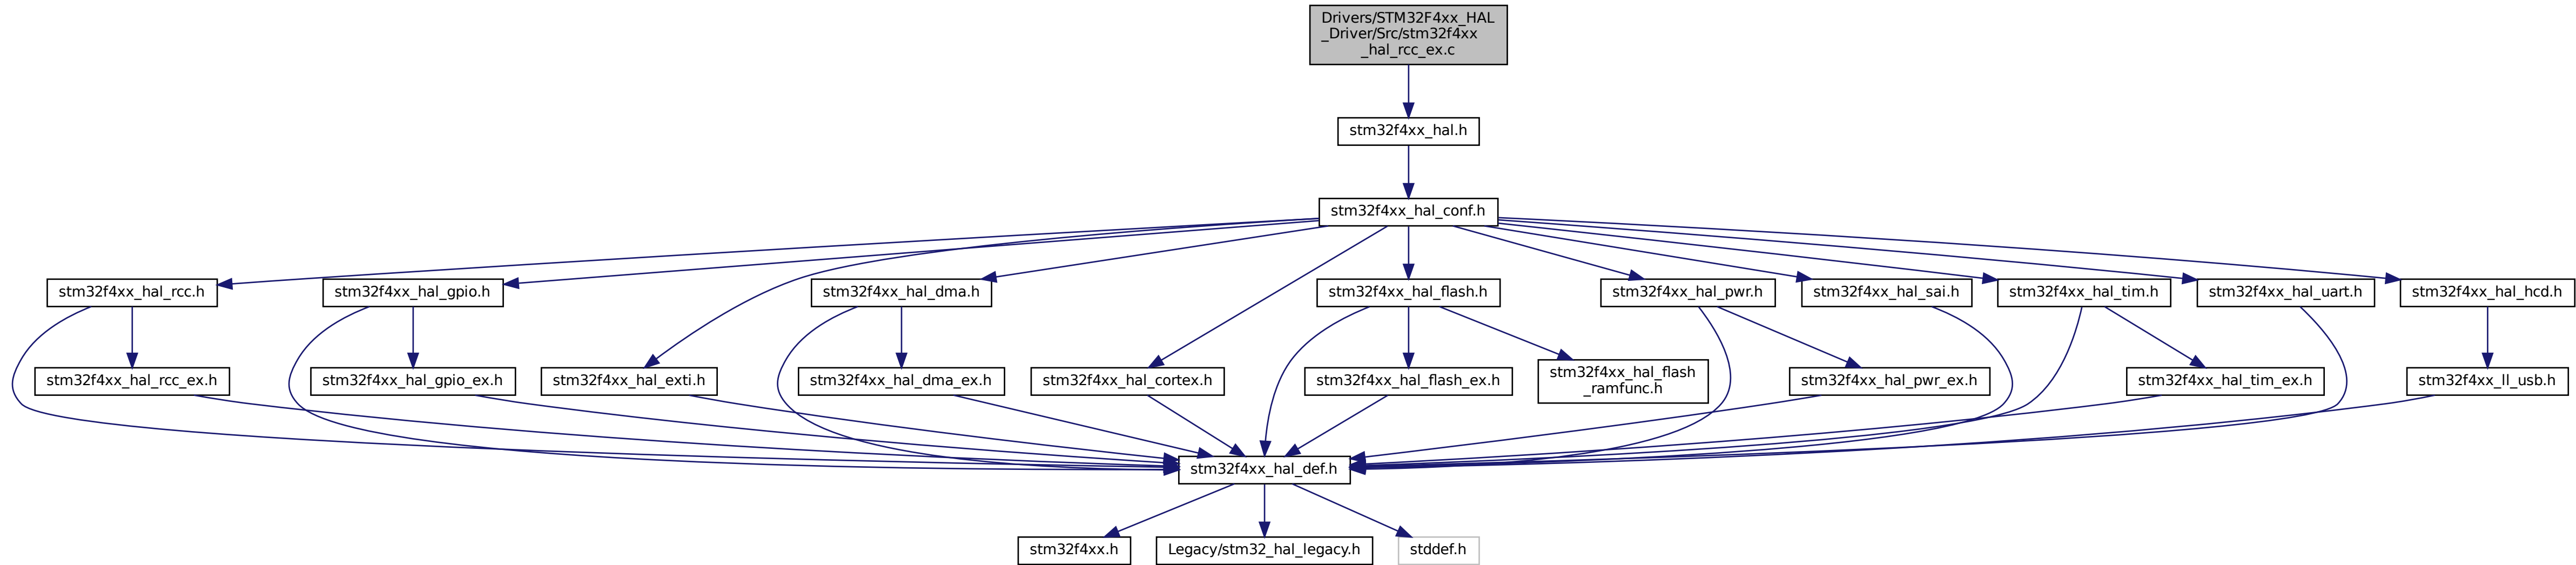 Drivers/STM32F4xx_HAL
_Driver/Src/stm32f4xx
_hal_rcc_ex.c
stm32f4xx_hal.h
stm32f4xx_hal_conf.h
stm32f4xx_hal_rcc.h
stm32f4xx_hal_gpio.h
stm32f4xx_hal_dma.h
stm32f4xx_hal_flash.h
stm32f4xx_hal_pwr.h
stm32f4xx_hal_sai.h
stm32f4xx_hal_tim.h
stm32f4xx_hal_uart.h
stm32f4xx_hal_hcd.h
stm32f4xx_hal_rcc_ex.h
stm32f4xx_hal_gpio_ex.h
stm32f4xx_hal_exti.h
stm32f4xx_hal_dma_ex.h
stm32f4xx_hal_cortex.h
stm32f4xx_hal_flash_ex.h
stm32f4xx_hal_flash
_ramfunc.h
stm32f4xx_hal_pwr_ex.h
stm32f4xx_hal_tim_ex.h
stm32f4xx_ll_usb.h
stm32f4xx_hal_def.h
stm32f4xx.h
Legacy/stm32_hal_legacy.h
stddef.h